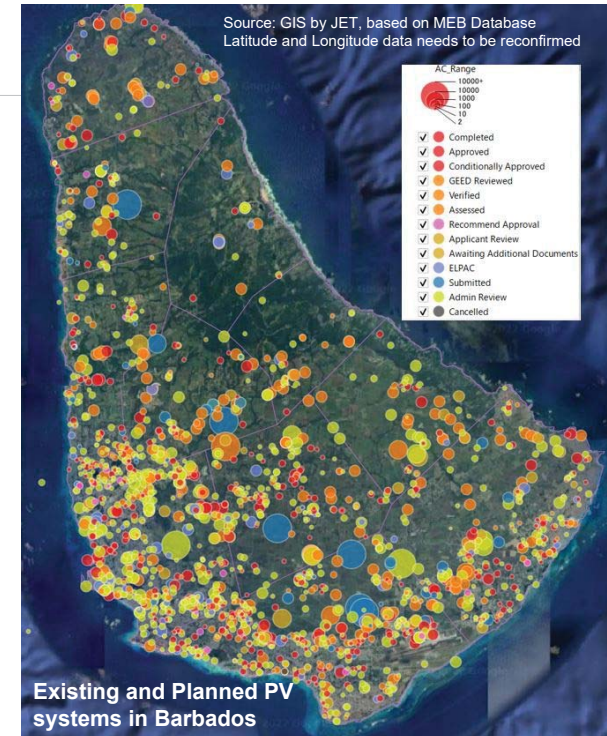 Source: GIS by JET, based on MEB Database
Latitude and Longitude data needs to be reconfirmed
AC_Range
10000+
10000
1000
100
10
2
Completed
Approved
Conditionally Approved
GEED Reviewed
Verified
Assessed
Recommend Approval
Applicant Review
Awaiting Additional Documents
ELPAC
Submitted
Admin Review
Cancelled
Existing and Planned PV
systems in Barbados